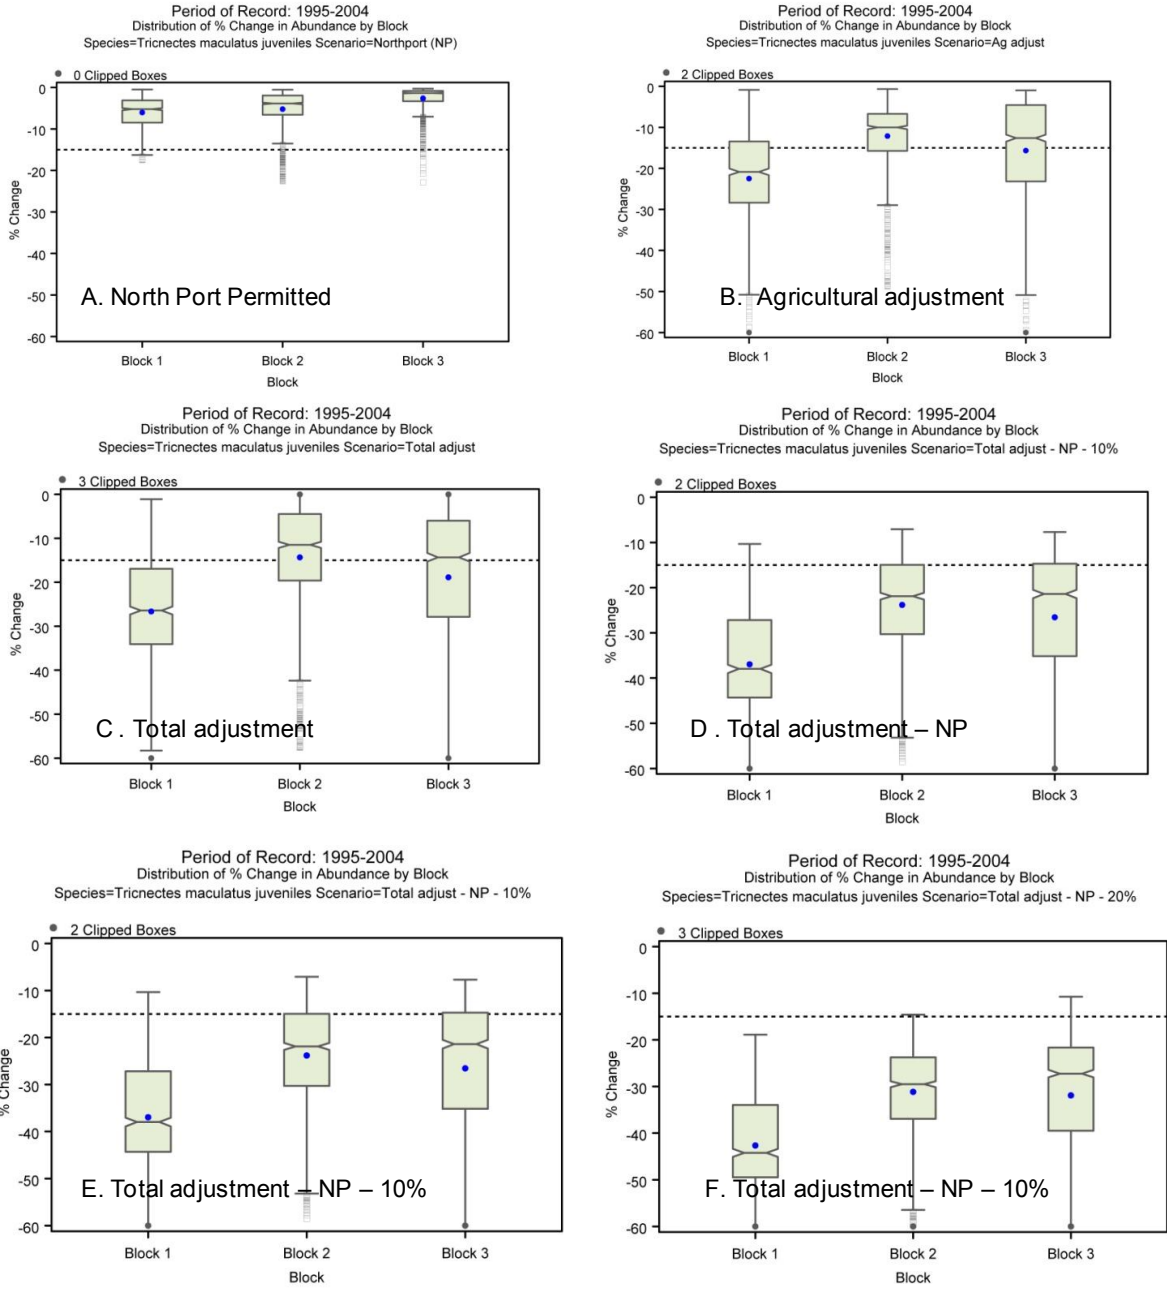 Period of Record: 1995-2004
Distribution of % Change in Abundance by Block
Species=Tricnectes maculatus juveniles Scenario=Northport (NP)
0 Clipped Boxes
% Change
0
-10
-20
-30
-40
-50
-60
A. North Port Permitted
Block 1 Block 2 Block 3
Block
Period of Record: 1995-2004
Distribution of % Change in Abundance by Block
Species=Tricnectes maculatus juveniles Scenario=Ag adjust
2 Clipped Boxes
% Change
0
-10
-20
-30
-40
-50
-60
B. Agricultural adjustment
Block 1 Block 2 Block 3
Block
Period of Record: 1995-2004
Distribution of % Change in Abundance by Block
Species=Tricnectes maculatus juveniles Scenario=Total adjust
3 Clipped Boxes
% Change
0
-10
-20
-30
-40
-50
-60
C . Total adjustment
Block 1 Block 2 Block 3
Block
Period of Record: 1995-2004
Distribution of % Change in Abundance by Block
Species=Tricnectes maculatus juveniles Scenario=Total adjust - NP - 10%
2 Clipped Boxes
% Change
0
-10
-20
-30
-40
-50
-60
D . Total adjustment – NP
Block 1 Block 2 Block 3
Block
Period of Record: 1995-2004
Distribution of % Change in Abundance by Block
Species=Tricnectes maculatus juveniles Scenario=Total adjust - NP - 10%
2 Clipped Boxes
% Change
0
-10
-20
-30
-40
-50
-60
E. Total adjustment – NP – 10%
Block 1 Block 2 Block 3
Block
Period of Record: 1995-2004
Distribution of % Change in Abundance by Block
Species=Tricnectes maculatus juveniles Scenario=Total adjust - NP - 20%
3 Clipped Boxes
% Change
0
-10
-20
-30
-40
-50
-60
F. Total adjustment – NP – 10%
Block 1 Block 2 Block 3
Block